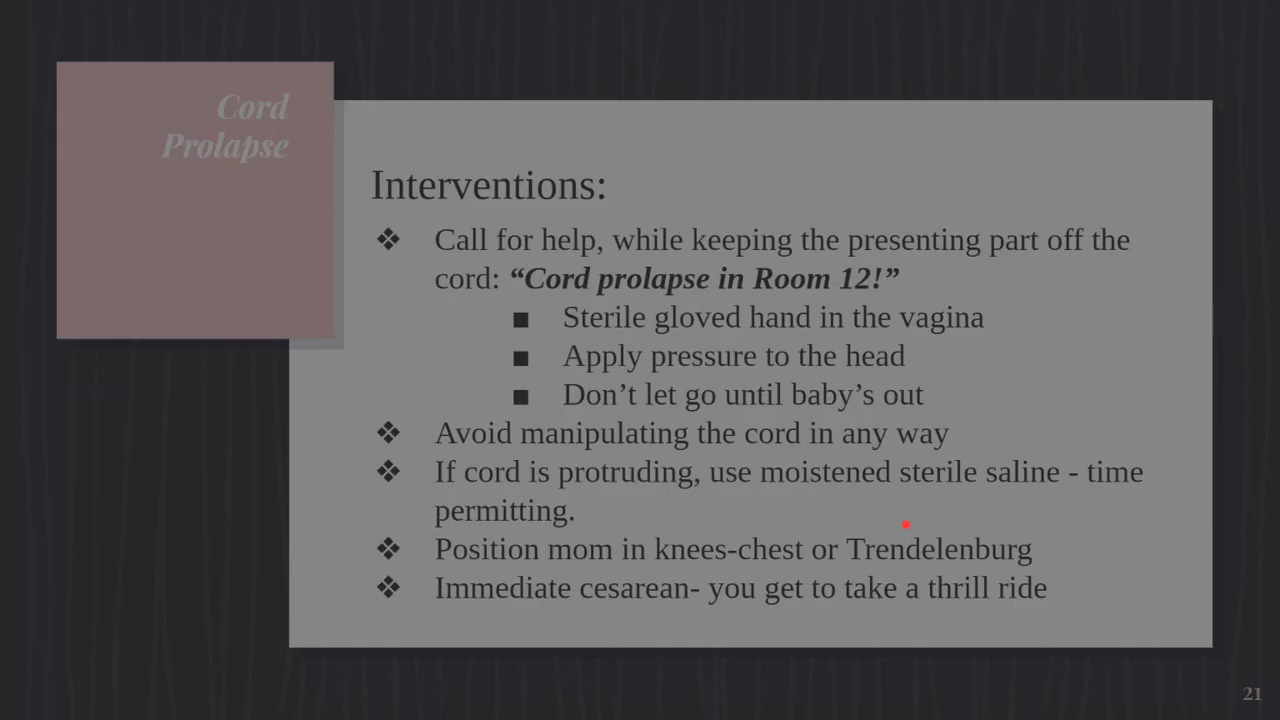 Cord
Prolapse
Interventions:
❖ Call for help, while keeping the presenting part off the
cord: “Cord prolapse in Room 12!”
■ Sterile gloved hand in the vagina
■ Apply pressure to the head
■ Don’t let go until baby’s out
❖ Avoid manipulating the cord in any way
❖ If cord is protruding, use moistened sterile saline - time
permitting.
❖ Position mom in knees-chest or Trendelenburg
❖ Immediate cesarean- you get to take a thrill ride
21